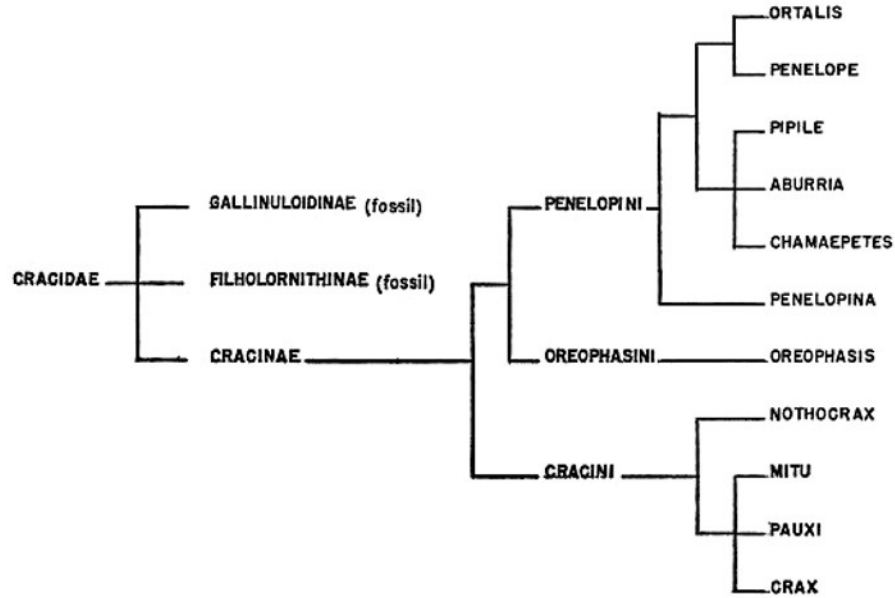 ORTALIS
PENELOPE
PIPILE
ABURRIA
CHAMAEPETES
PENELOPINA
OREOPHASIS
NOTHOCRAX
MITU
PAUXI
CRAX
PENELOPINI
OREOPHASINI
CRACINI
GALLINULOIDINAE (fossil)
FILHOLORNITHINAE (fossil)
CRACINAE
CRACIDAE